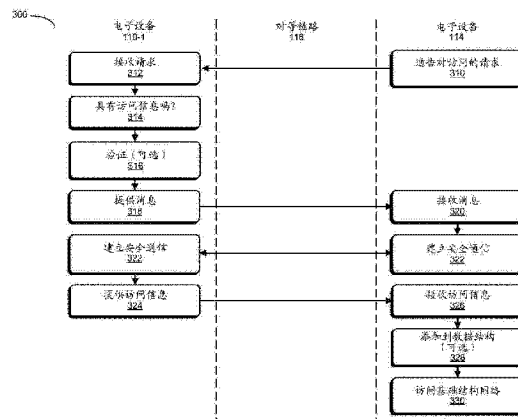 300
电子设备
110-1
对等链路
116
电子设备
114
接收请求
312
通告对访问的请求
310
具有访问信息吗?
314
验证(可选)
316
提供消息
318
接收消息
320
建立安全通信
322
建立安全通信
322
提供访问信息
324
接收访问信息
326
添加到数据结构
(可选)
328
访问基础结构网络
330